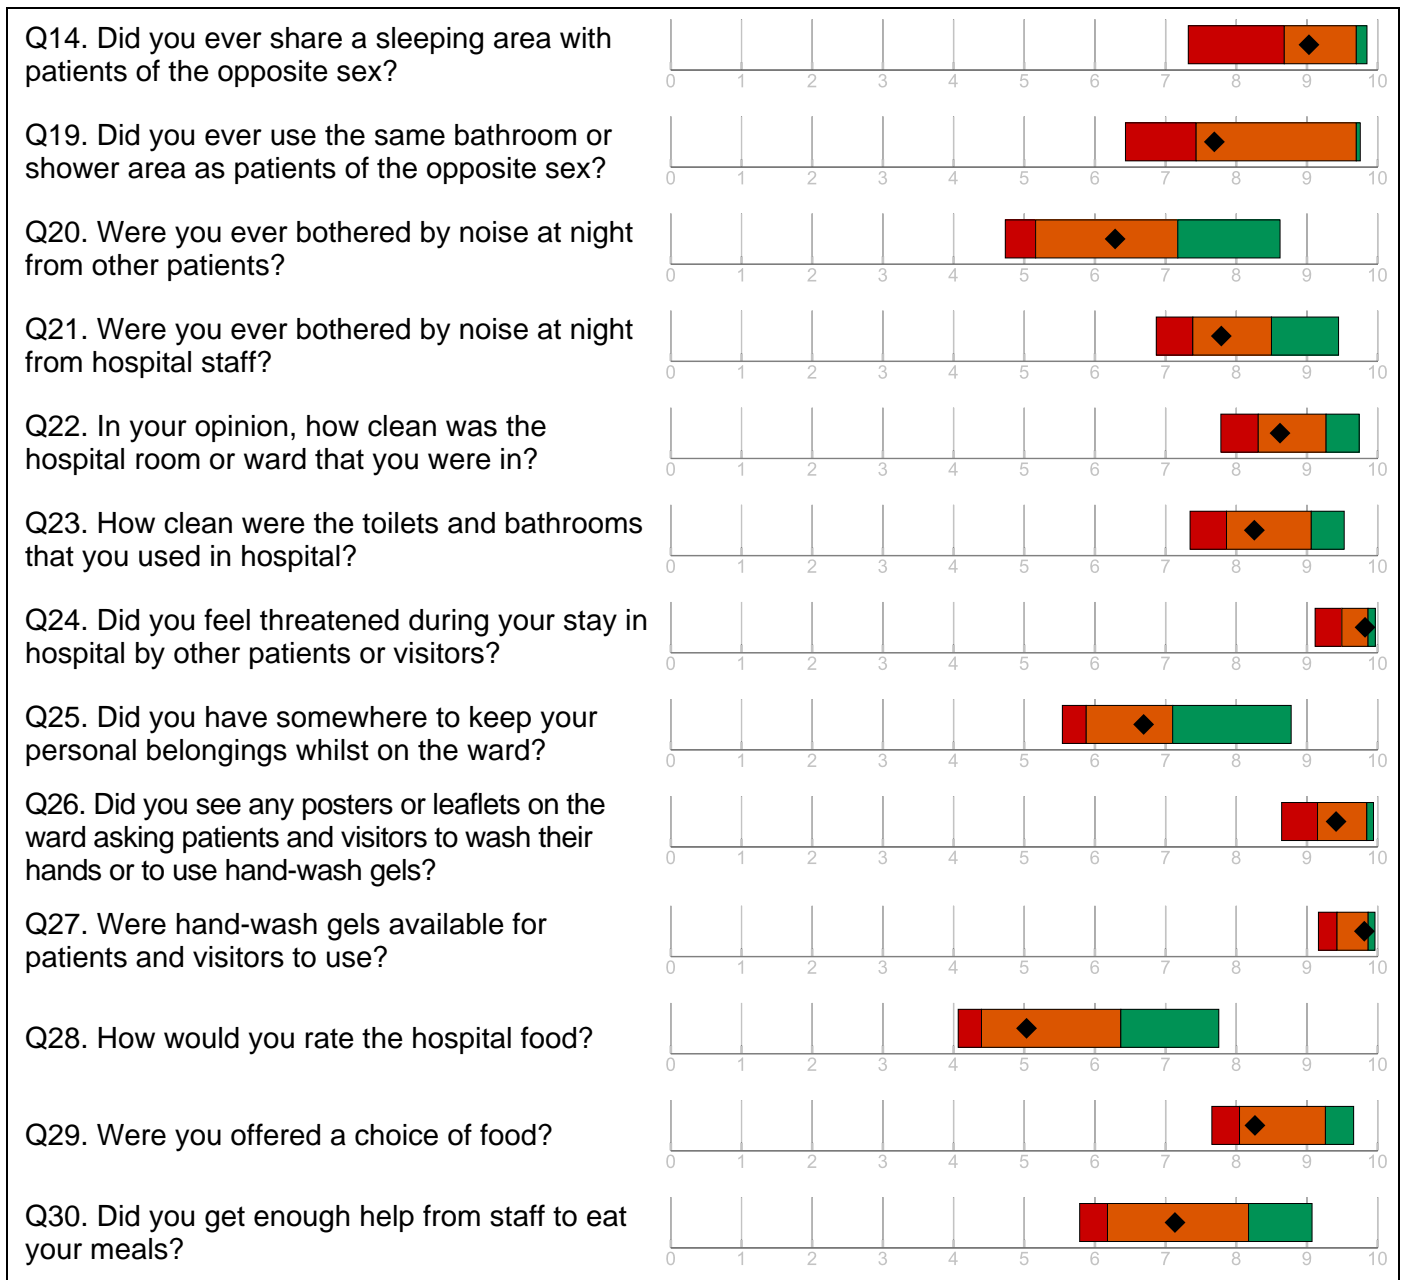 Q14. Did you ever share a sleeping area with
patients of the opposite sex?
0 1 2 3 4 5 6 7 8 9 10
Q19. Did you ever use the same bathroom or
shower area as patients of the opposite sex?
0 1 2 3 4 5 6 7 8 9 10
Q20. Were you ever bothered by noise at night
from other patients?
0 1 2 3 4 5 6 7 8 9 10
Q21. Were you ever bothered by noise at night
from hospital staff?
0 1 2 3 4 5 6 7 8 9 10
Q22. In your opinion, how clean was the
hospital room or ward that you were in?
0 1 2 3 4 5 6 7 8 9 10
Q23. How clean were the toilets and bathrooms
that you used in hospital?
0 1 2 3 4 5 6 7 8 9 10
Q24. Did you feel threatened during your stay in
hospital by other patients or visitors?
0 1 2 3 4 5 6 7 8 9 10
Q25. Did you have somewhere to keep your
personal belongings whilst on the ward?
0 1 2 3 4 5 6 7 8 9 10
Q26. Did you see any posters or leaflets on the
ward asking patients and visitors to wash their
hands or to use hand-wash gels?
0 1 2 3 4 5 6 7 8 9 10
Q27. Were hand-wash gels available for
patients and visitors to use?
0 1 2 3 4 5 6 7 8 9 10
Q28. How would you rate the hospital food?
0 1 2 3 4 5 6 7 8 9 10
Q29. Were you offered a choice of food?
0 1 2 3 4 5 6 7 8 9 10
Q30. Did you get enough help from staff to eat
your meals?
0 1 2 3 4 5 6 7 8 9 10